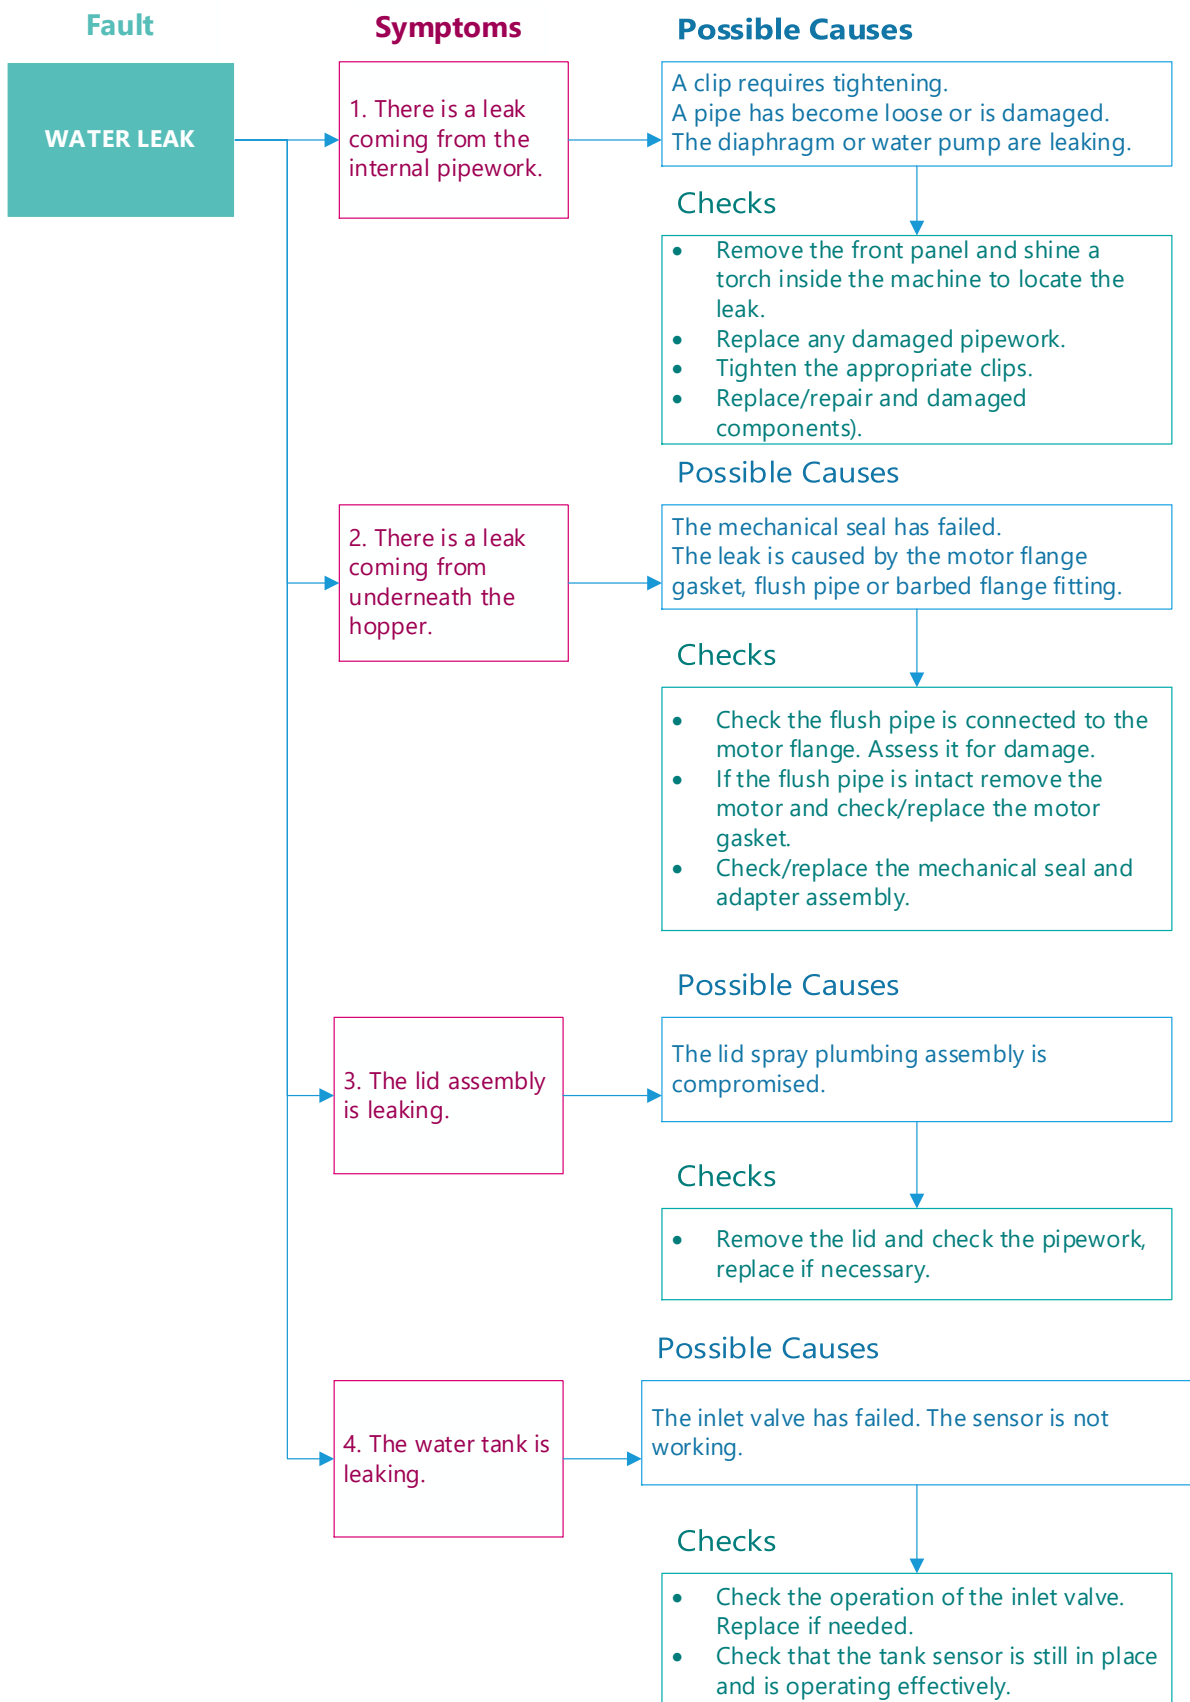 Fault
Symptoms
Possible Causes
WATER LEAK
1. There is a leak
coming from the
internal pipework.
A clip requires tightening.
A pipe has become loose or is damaged.
The diaphragm or water pump are leaking.
Checks
• Remove the front panel and shine a
torch inside the machine to locate the
leak.
• Replace any damaged pipework.
• Tighten the appropriate clips.
• Replace/repair and damaged
components).
Possible Causes
2. There is a leak
coming from
underneath the
hopper.
The mechanical seal has failed.
The leak is caused by the motor flange
gasket, flush pipe or barbed flange fitting.
Checks
• Check the flush pipe is connected to the
motor flange. Assess it for damage.
• If the flush pipe is intact remove the
motor and check/replace the motor
gasket.
• Check/replace the mechanical seal and
adapter assembly.
Possible Causes
3. The lid assembly
is leaking.
The lid spray plumbing assembly is
compromised.
Checks
• Remove the lid and check the pipework,
replace if necessary.
Possible Causes
4. The water tank is
leaking.
The inlet valve has failed. The sensor is not
working.
Checks
• Check the operation of the inlet valve.
Replace if needed.
• Check that the tank sensor is still in place
and is operating effectively.